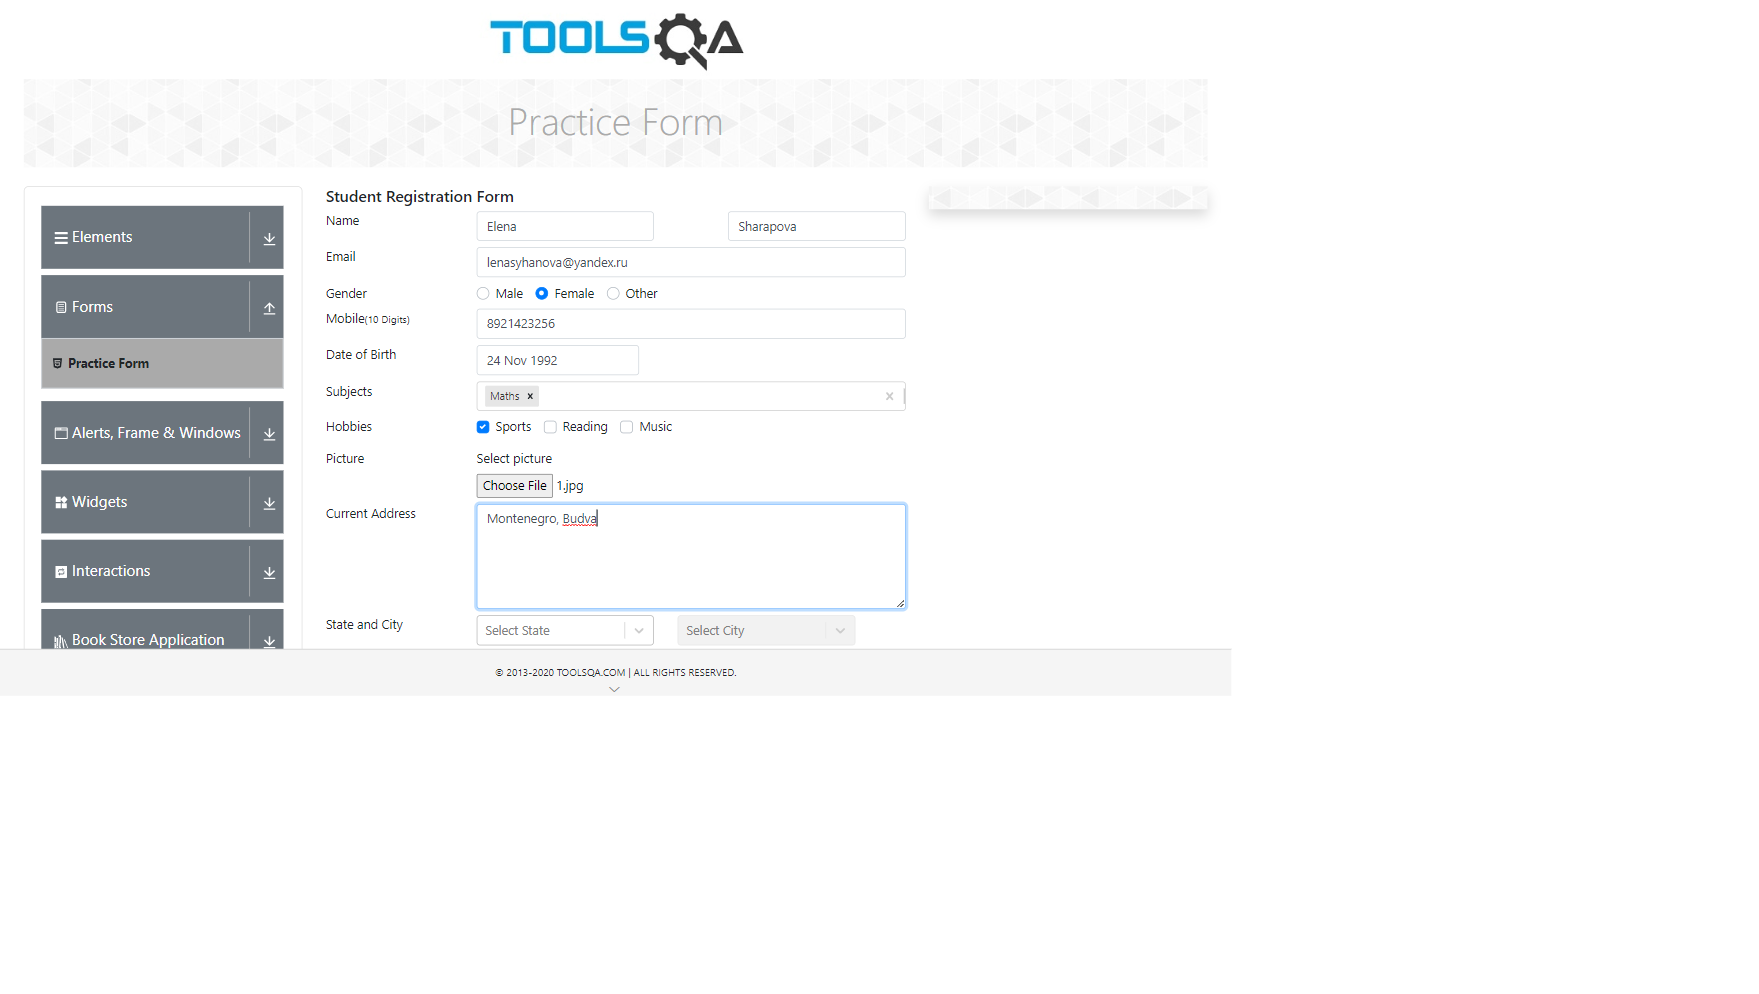 TOOLSQA
Practice Form
Elements
Forms
Practice Form
Alerts, Frame & Windows
Widgets
Interactions
Book Store Application
Student Registration Form
Name
Elena
Sharapova
Email
lenasyhanova@yandex.ru
Gender
Male Female Other
Mobile(10 Digits)
8921423256
Date of Birth
24 Nov 1992
Subjects
Maths
Hobbies
Sports Reading Music
Picture
Select picture
Choose File 1.jpg
Current Address
Montenegro, Budva
State and City
Select State
Select City
© 2013-2020 TOOLSQA.COM | ALL RIGHTS RESERVED.